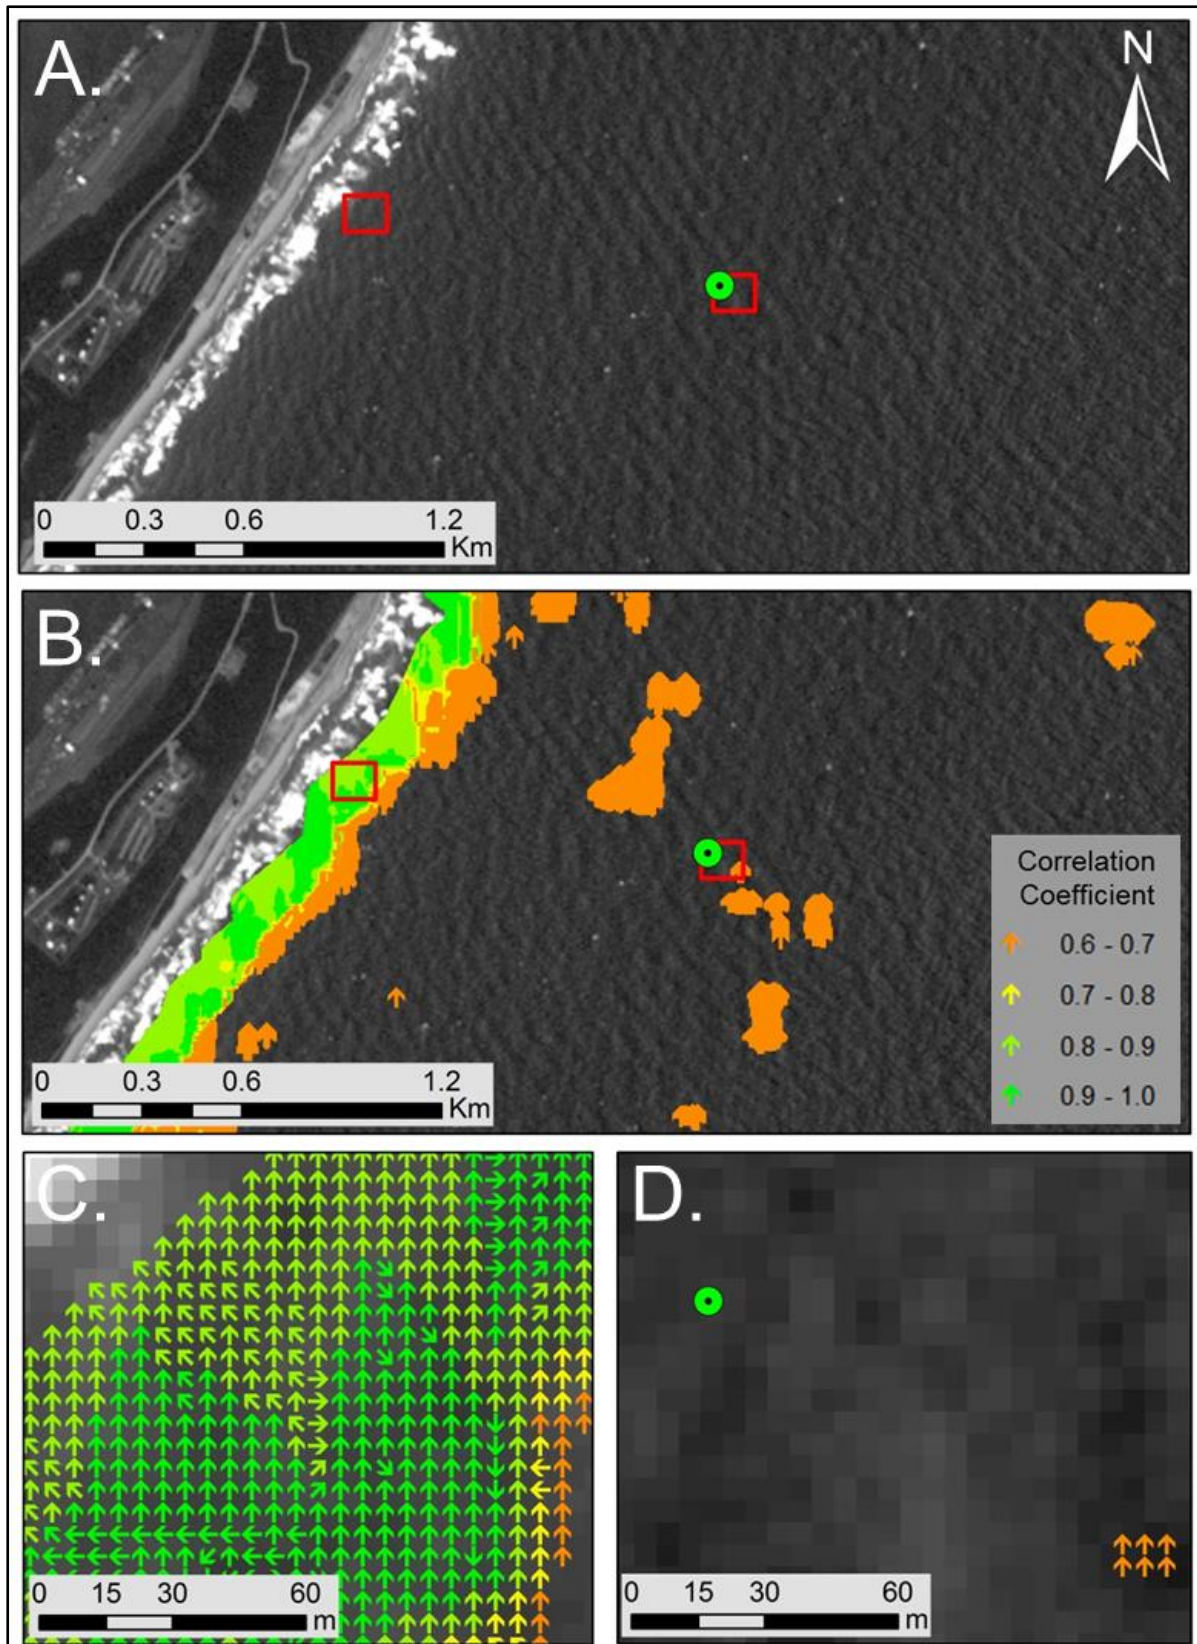 A.
N
0 0.3 0.6 1.2
Km
B.
Correlation
Coefficient
0.6 - 0.7
0.7 - 0.8
0.8 - 0.9
0.9 - 1.0
0 0.3 0.6 1.2
Km
C.
D.
0 15 30 60
m
0 15 30 60
m